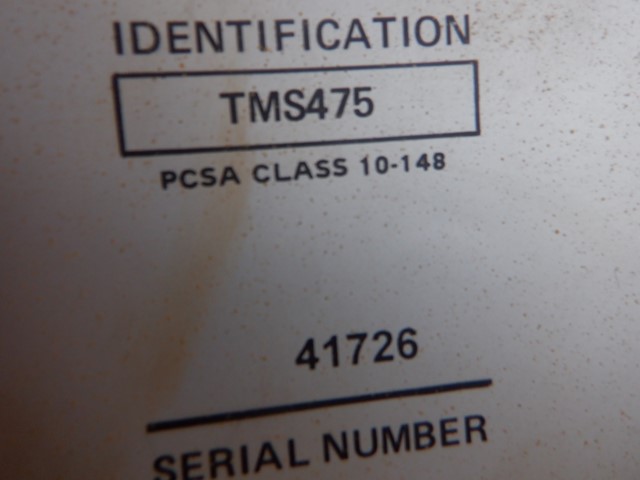 IDENTIFICATION
TMS475
PCSA CLASS 10-148
41726
SERIAL NUMBER